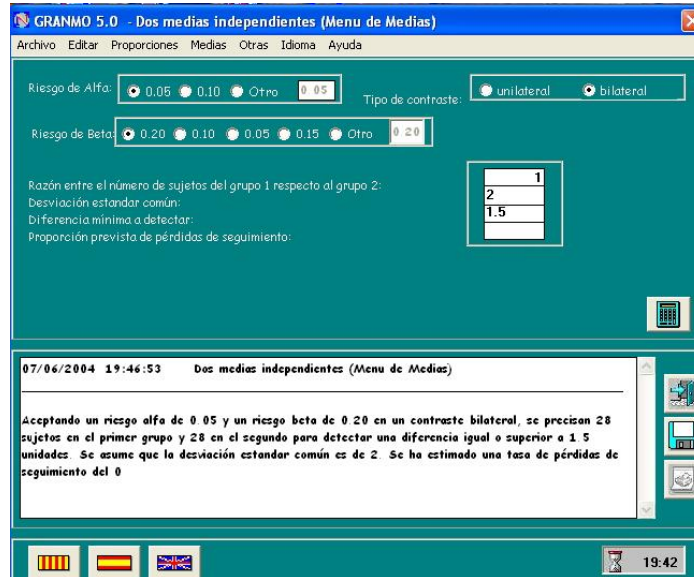 GRANMO 5.0 - Dos medias independientes (Menu de Medias)
Archivo Editar Proporciones Medias Otras Idioma Ayuda
Riesgo de Alfa: 0.05 0.10 Otro 0.05 Tipo de contraste: unilateral bilateral
Riesgo de Beta: 0.20 0.10 0.05 0.15 Otro 0.20
Razón entre el número de sujetos del grupo 1 respecto al grupo 2: 1
Desviación estandar común: 2
Diferencia mínima a detectar: 1.5
Proporción prevista de pérdidas de seguimiento:
07/06/2004 19:46:53 Dos medias independientes (Menu de Medias)
Aceptando un riesgo alfa de 0.05 y un riesgo beta de 0.20 en un contraste bilateral, se precisan 28
sujetos en el primer grupo y 28 en el segundo para detectar una diferencia igual o superior a 1.5
unidades. Se asume que la desviación estandar común es de 2. Se ha estimado una tasa de pérdidas de
seguimiento del 0
19:42